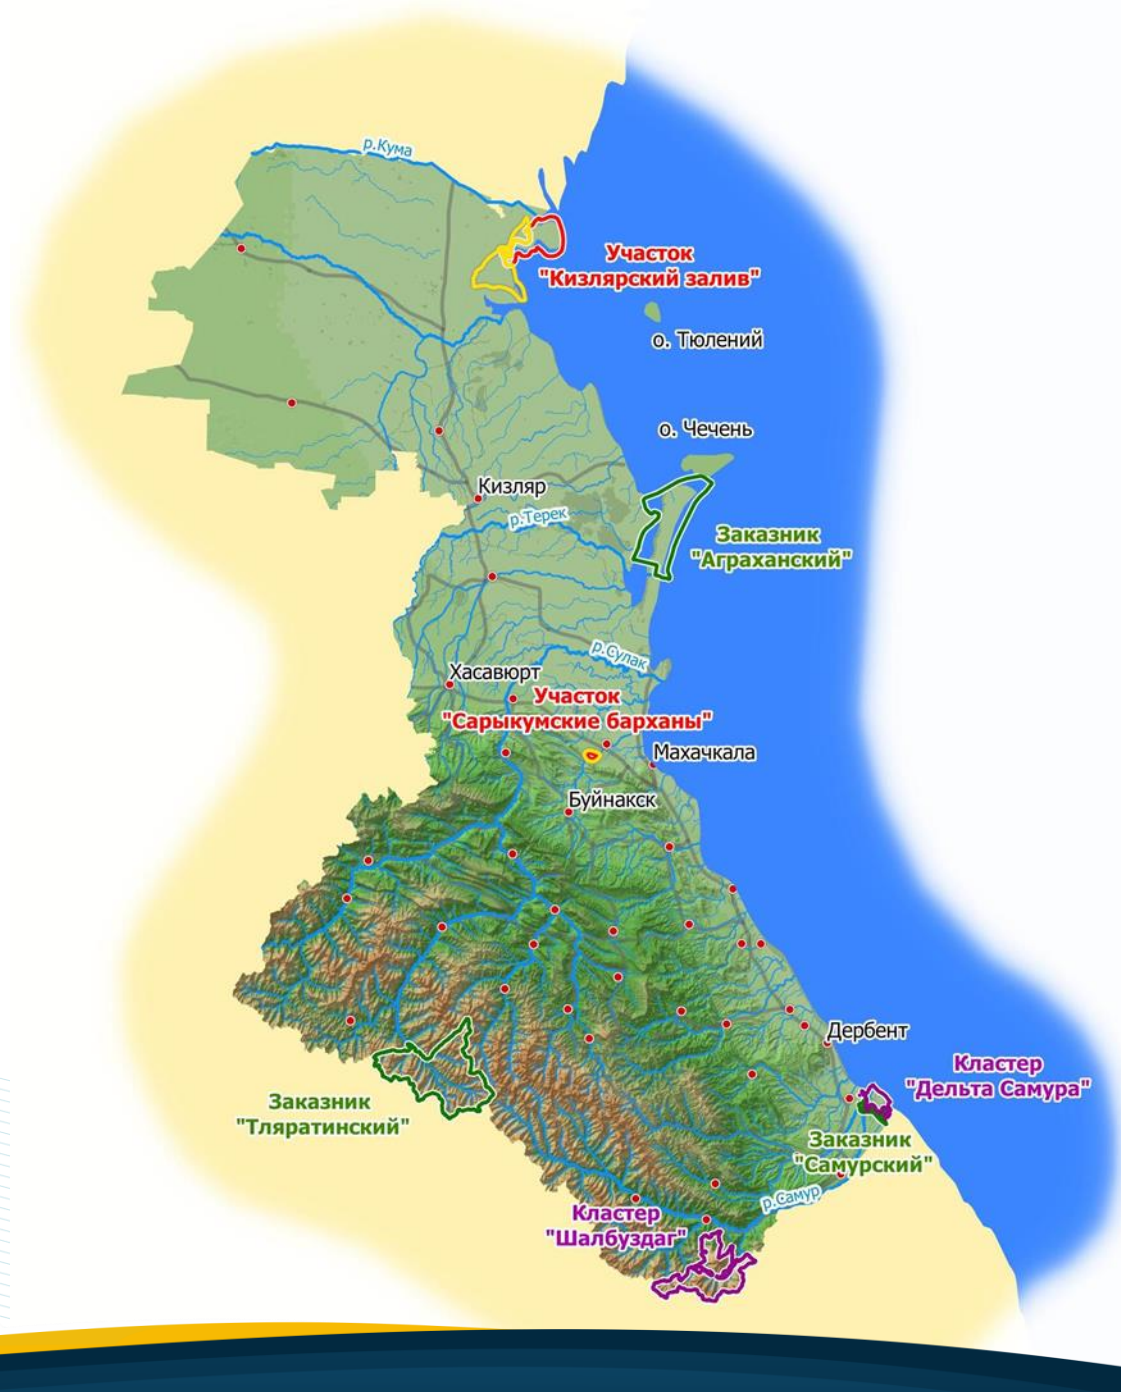 р.Кума
Участок
"Кизлярский залив"
о. Тюлений
о. Чечень
Кизляр
р.Терек
Заказник
"Аграханский"
р.Сулак
Хасавюрт
Участок
"Сарыкумские барханы"
Махачкала
Буйнакск
Дербент
Кластер
"Дельта Самура"
Заказник
"Тляратинский"
Заказник
"Самурский"
р.Самур
Кластер
"Шалбуздаг"